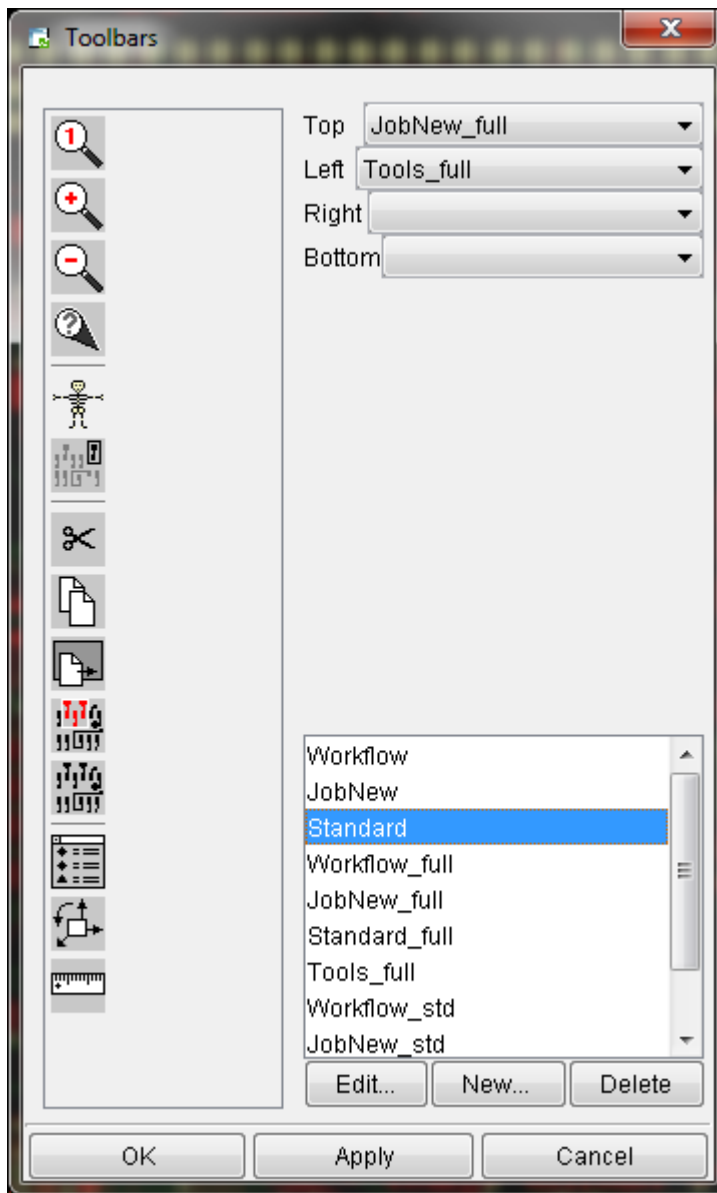 Toolbars
Top JobNew_full
Left Tools_full
Right
Bottom
1
?
Workflow
JobNew
Standard
Workflow_full
JobNew_full
Standard_full
Tools_full
Workflow_std
JobNew_std
Edit... New... Delete
OK Apply Cancel